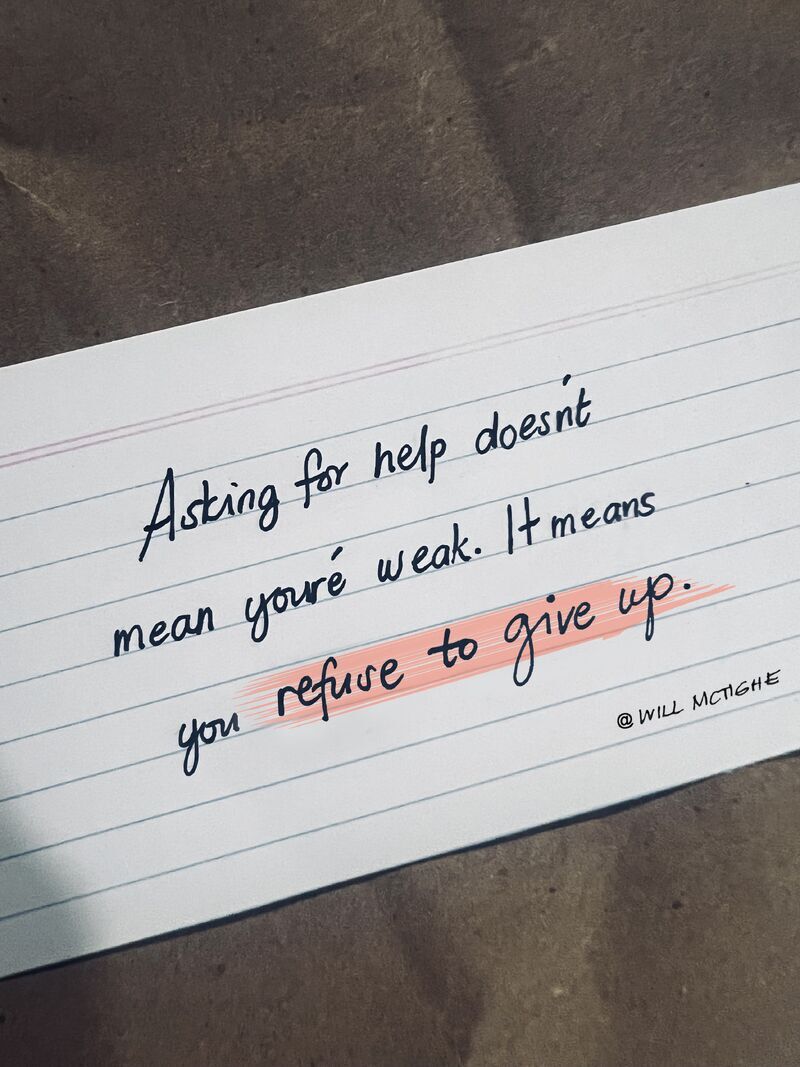 Asking for help doesn't
mean you're weak. It means
you refuse to give up.
@WILL MCTIGHE